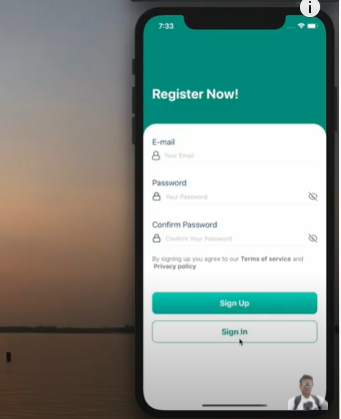 7:33
Register Now!
E-mail
Your Email
Password
Your Password
Confirm Password
Confirm Your Password
By signing up you agree to our Terms of service and
Privacy policy
Sign Up
Sign In